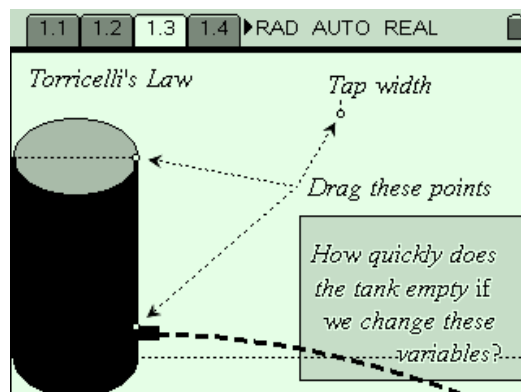 1.1 1.2 1.3 1.4 RAD AUTO REAL
Torricelli's Law
Tap width
Drag these points
How quickly does
the tank empty if
we change these
variables?